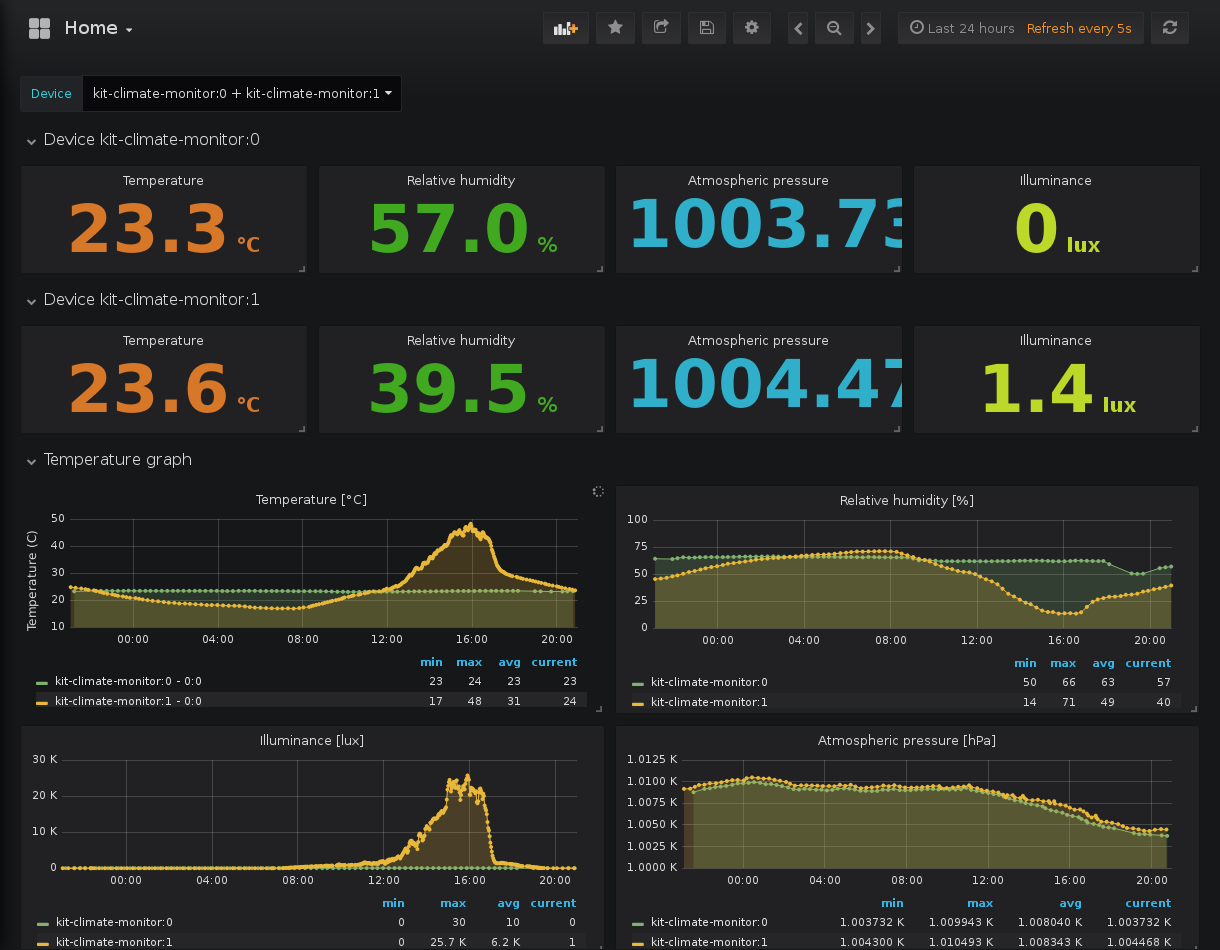 Home
Last 24 hours Refresh every 5s
Device kit-climate-monitor:0 + kit-climate-monitor:1
Device kit-climate-monitor:0
Temperature Relative humidity Atmospheric pressure Illuminance
23.3 °C 57.0 % 1003.73 0 lux
Device kit-climate-monitor:1
Temperature Relative humidity Atmospheric pressure Illuminance
23.6 °C 39.5 % 1004.47 1.4 lux
Temperature graph
Temperature [°C]
Temperature (C)
50
40
30
20
10
00:00 04:00 08:00 12:00 16:00 20:00
min max avg current
kit-climate-monitor:0 - 0:0 23 24 23 23
kit-climate-monitor:1 - 0:0 17 48 31 24
Relative humidity [%]
100
75
50
25
0
00:00 04:00 08:00 12:00 16:00 20:00
min max avg current
kit-climate-monitor:0 50 66 63 57
kit-climate-monitor:1 14 71 49 40
Illuminance [lux]
30 K
20 K
10 K
0
00:00 04:00 08:00 12:00 16:00 20:00
min max avg current
kit-climate-monitor:0 0 30 10 0
kit-climate-monitor:1 0 25.7 K 6.2 K 1
Atmospheric pressure [hPa]
1.0125 K
1.0100 K
1.0075 K
1.0050 K
1.0025 K
1.0000 K
00:00 04:00 08:00 12:00 16:00 20:00
min max avg current
kit-climate-monitor:0 1.003732 K 1.009943 K 1.008040 K 1.003732 K
kit-climate-monitor:1 1.004300 K 1.010493 K 1.008343 K 1.004468 K